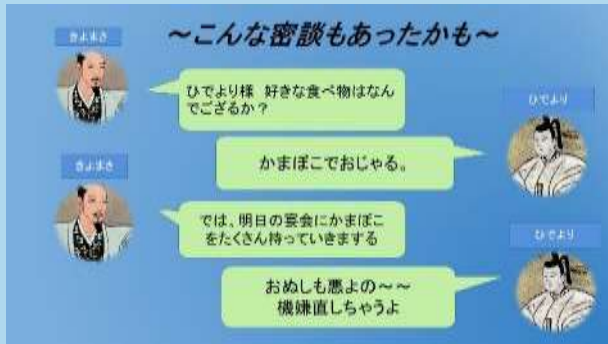 ～こんな密談もあったかも～
きよまさ
ひでより様 好きな食べ物はなん
でござるか？
ひでより
かまぼこでおじゃる。
きよまさ
では、明日の宴会にかまぼこ
をたくさん持っていきまする
ひでより
おぬしも悪よの～～
機嫌直しちゃうよ